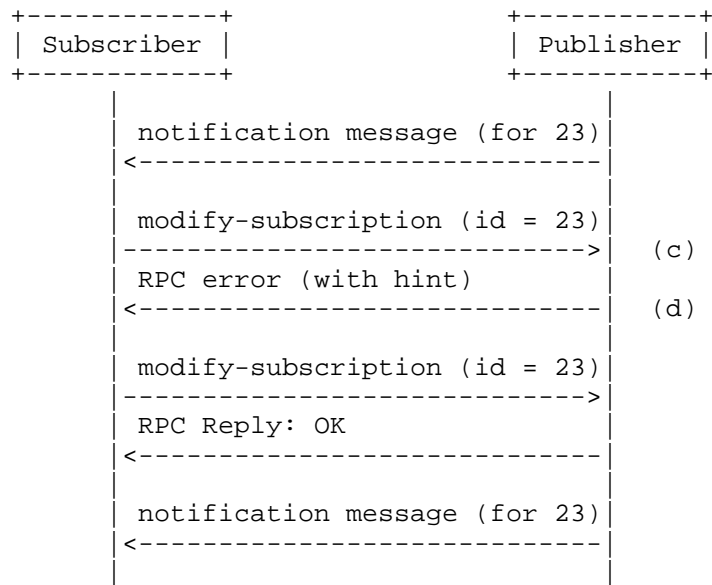 Subscriber Publisher
notification message (for 23)
modify-subscription (id = 23)
(c)
RPC error (with hint)
(d)
modify-subscription (id = 23)
RPC Reply: OK
notification message (for 23)